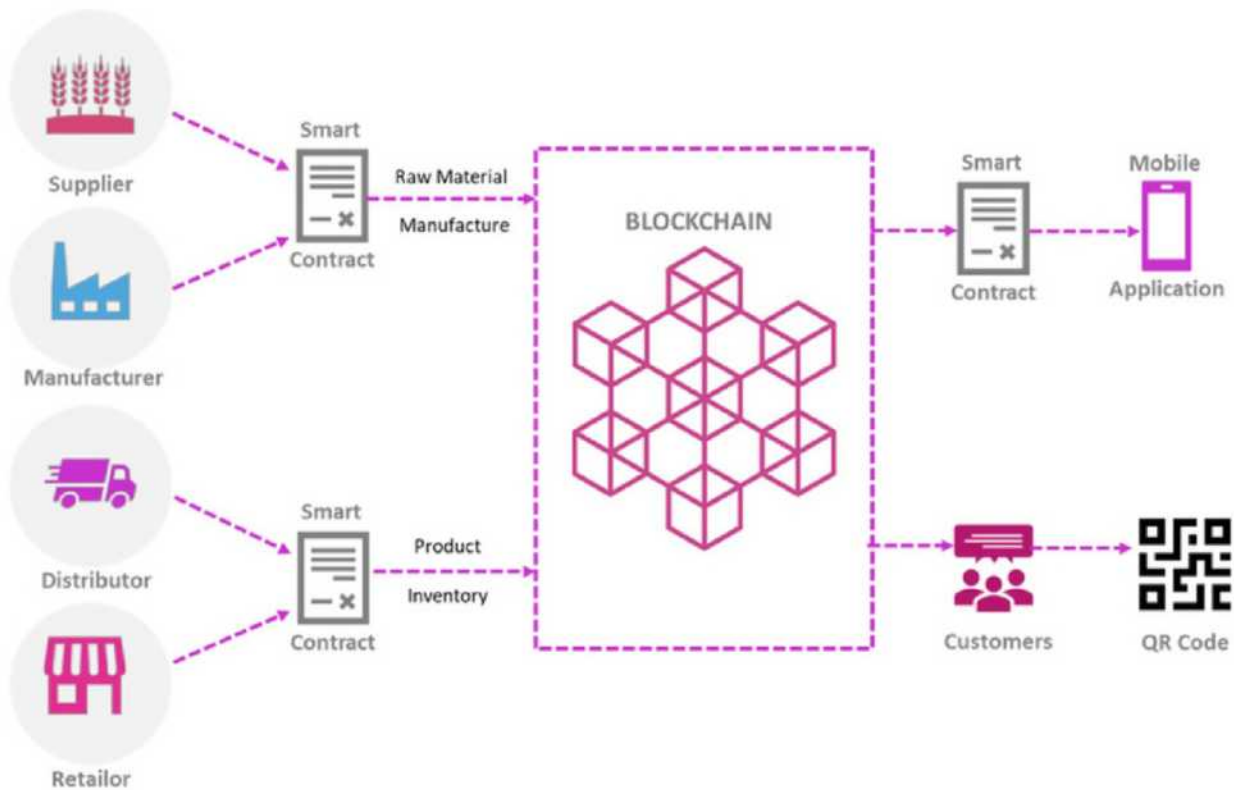 Supplier
Manufacturer
Distributor
Retailor
Smart
Contract
Raw Material
Manufacture
Smart
Contract
Product
Inventory
BLOCKCHAIN
Smart
Contract
Mobile
Application
Customers
QR Code